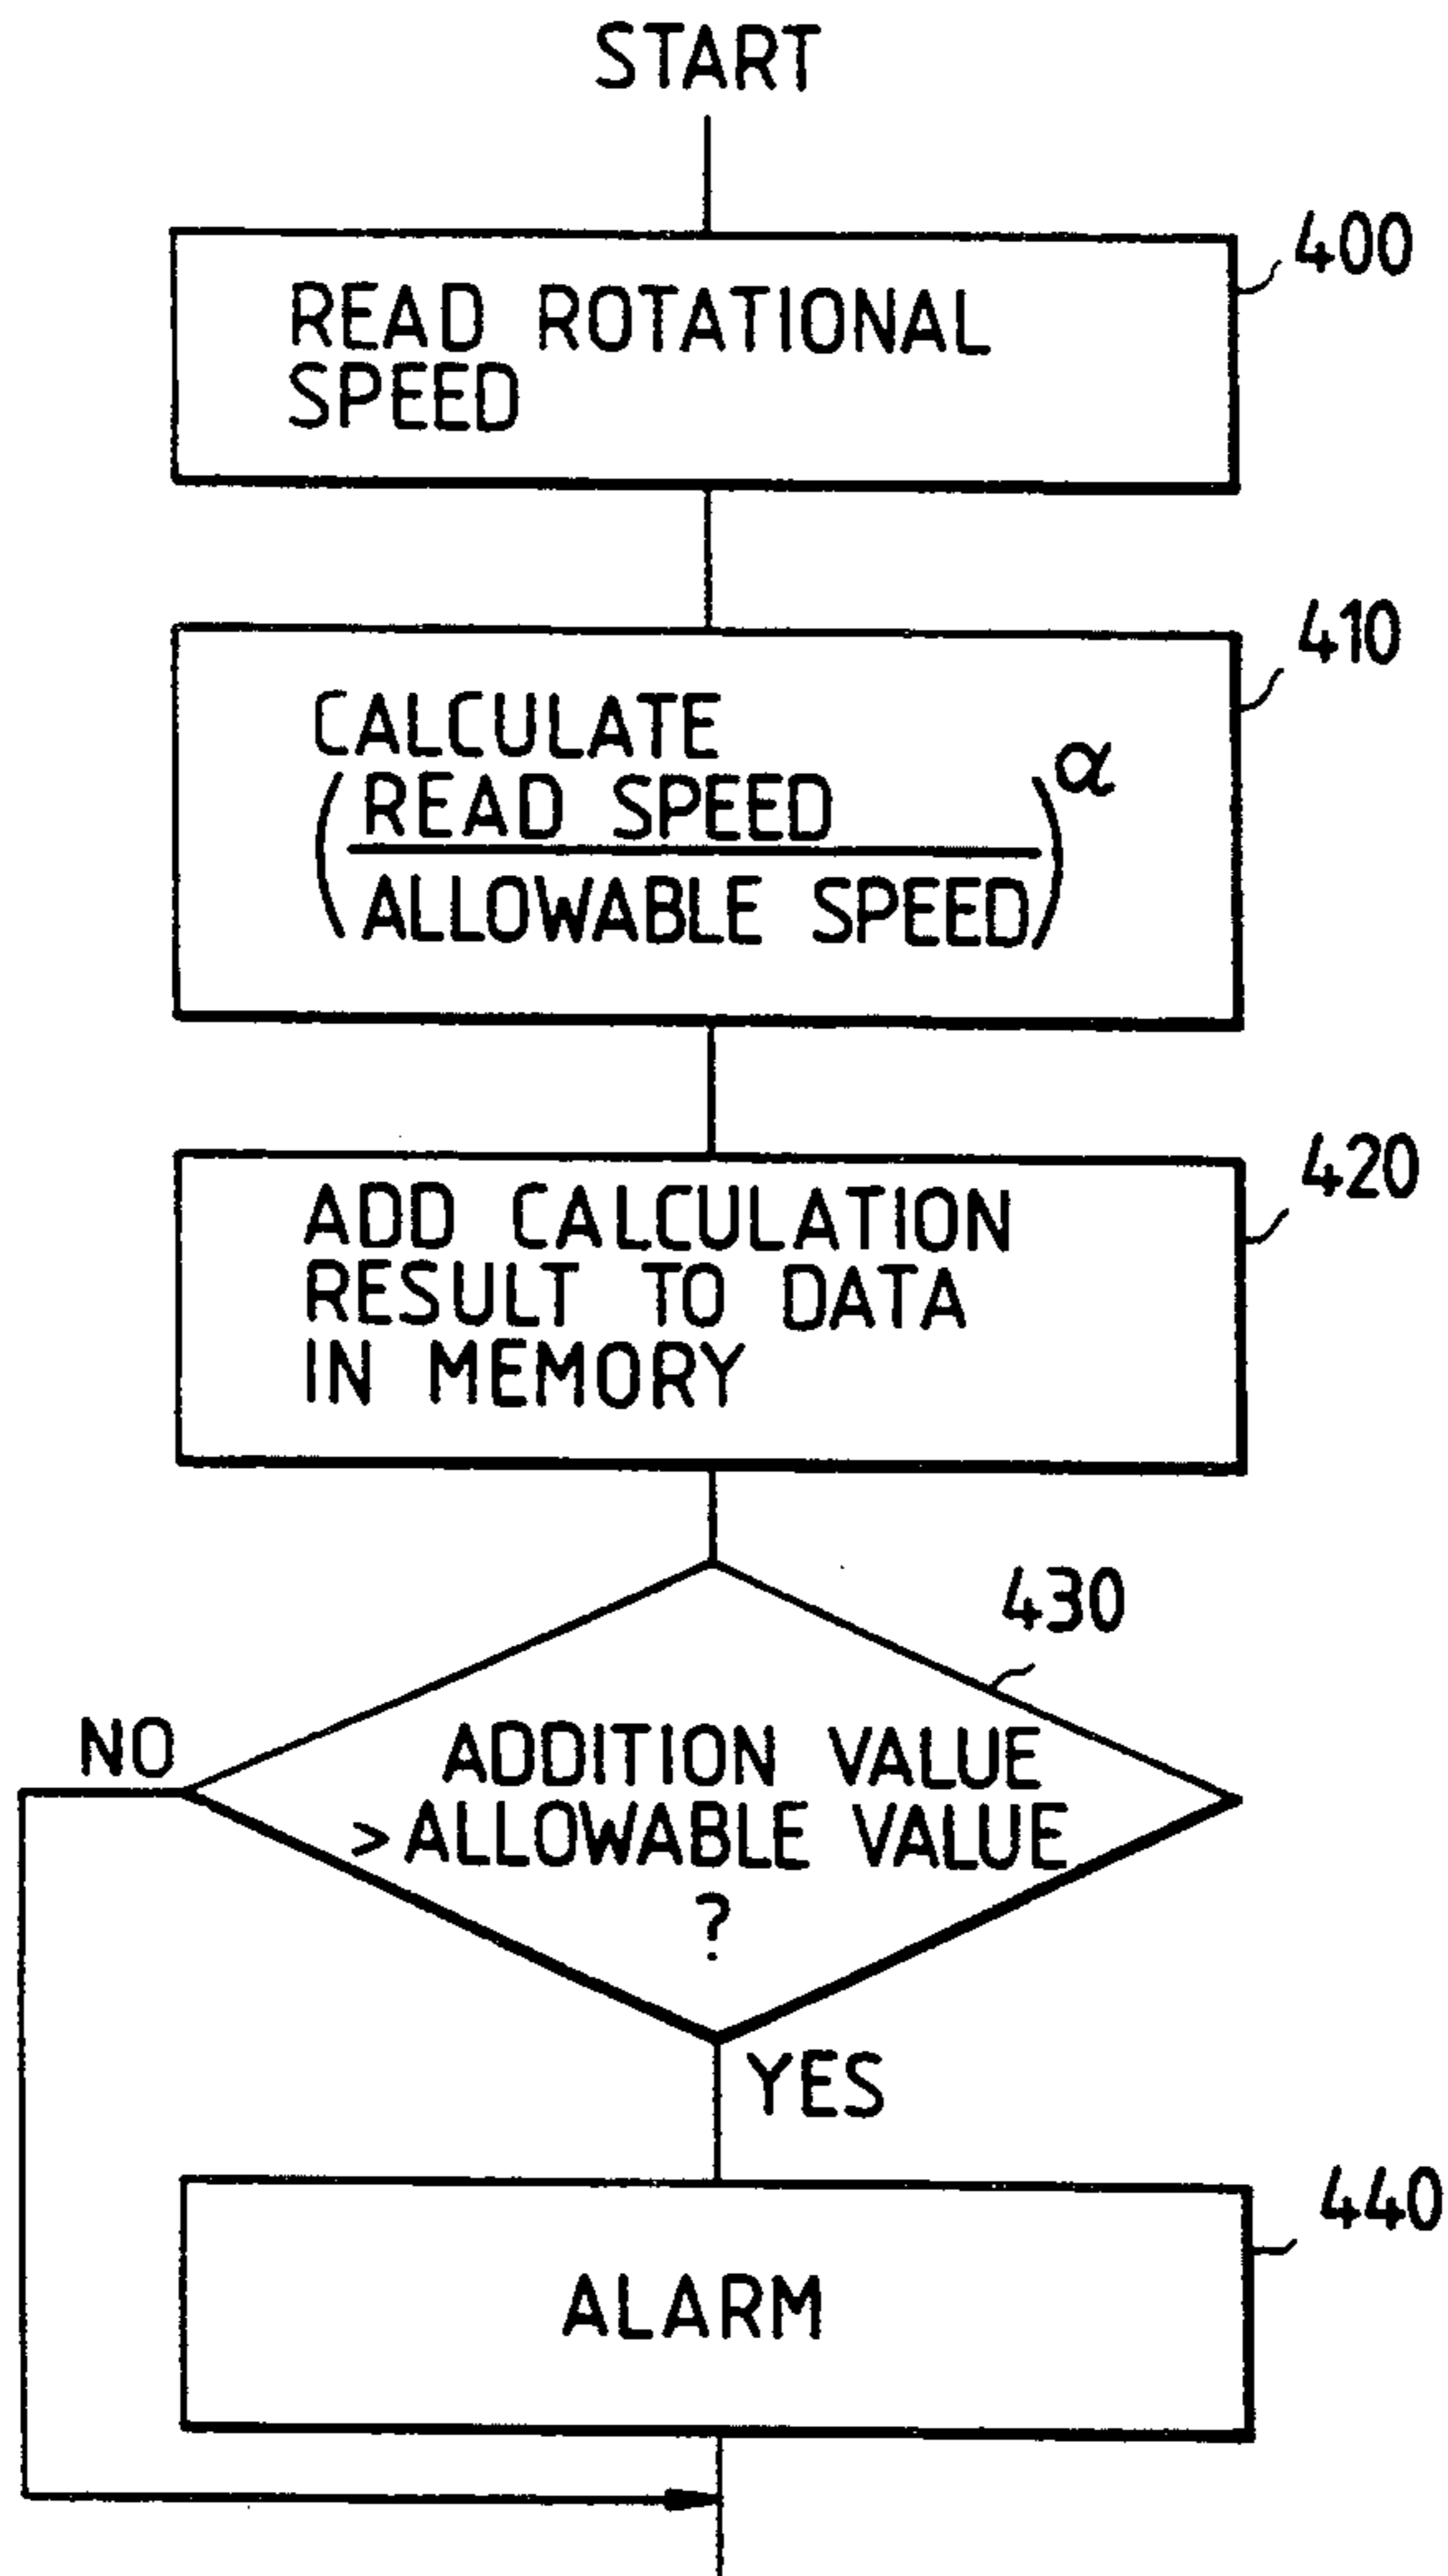 START
400
READ ROTATIONAL
SPEED
410
CALCULATE
(READ SPEED
ALLOWABLE SPEED)α
420
ADD CALCULATION
RESULT TO DATA
IN MEMORY
430
NO
ADDITION VALUE
>ALLOWABLE VALUE
?
YES
440
ALARM